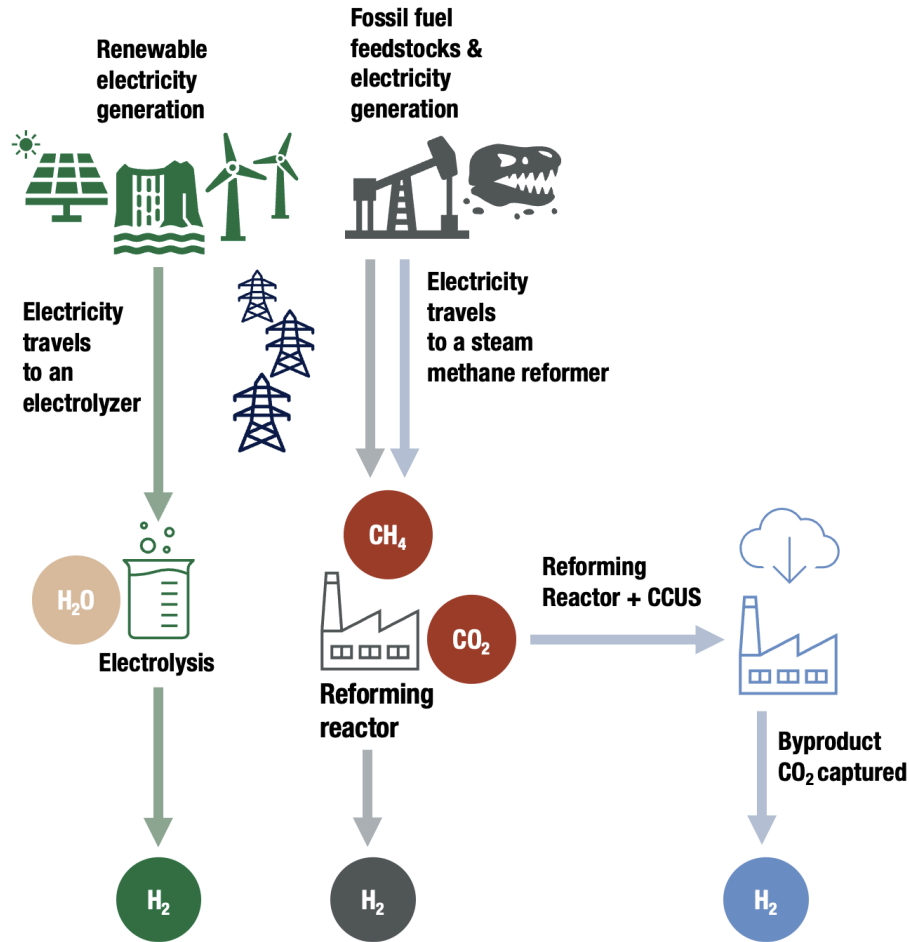 Renewable
electricity
generation
Fossil fuel
feedstocks &
electricity
generation
Electricity
travels
to an
electrolyzer
Electricity
travels
to a steam
methane reformer
CH₄
H₂O
Electrolysis
CO₂
Reforming
reactor
Reforming
Reactor + CCUS
Byproduct
CO₂ captured
H₂
H₂
H₂